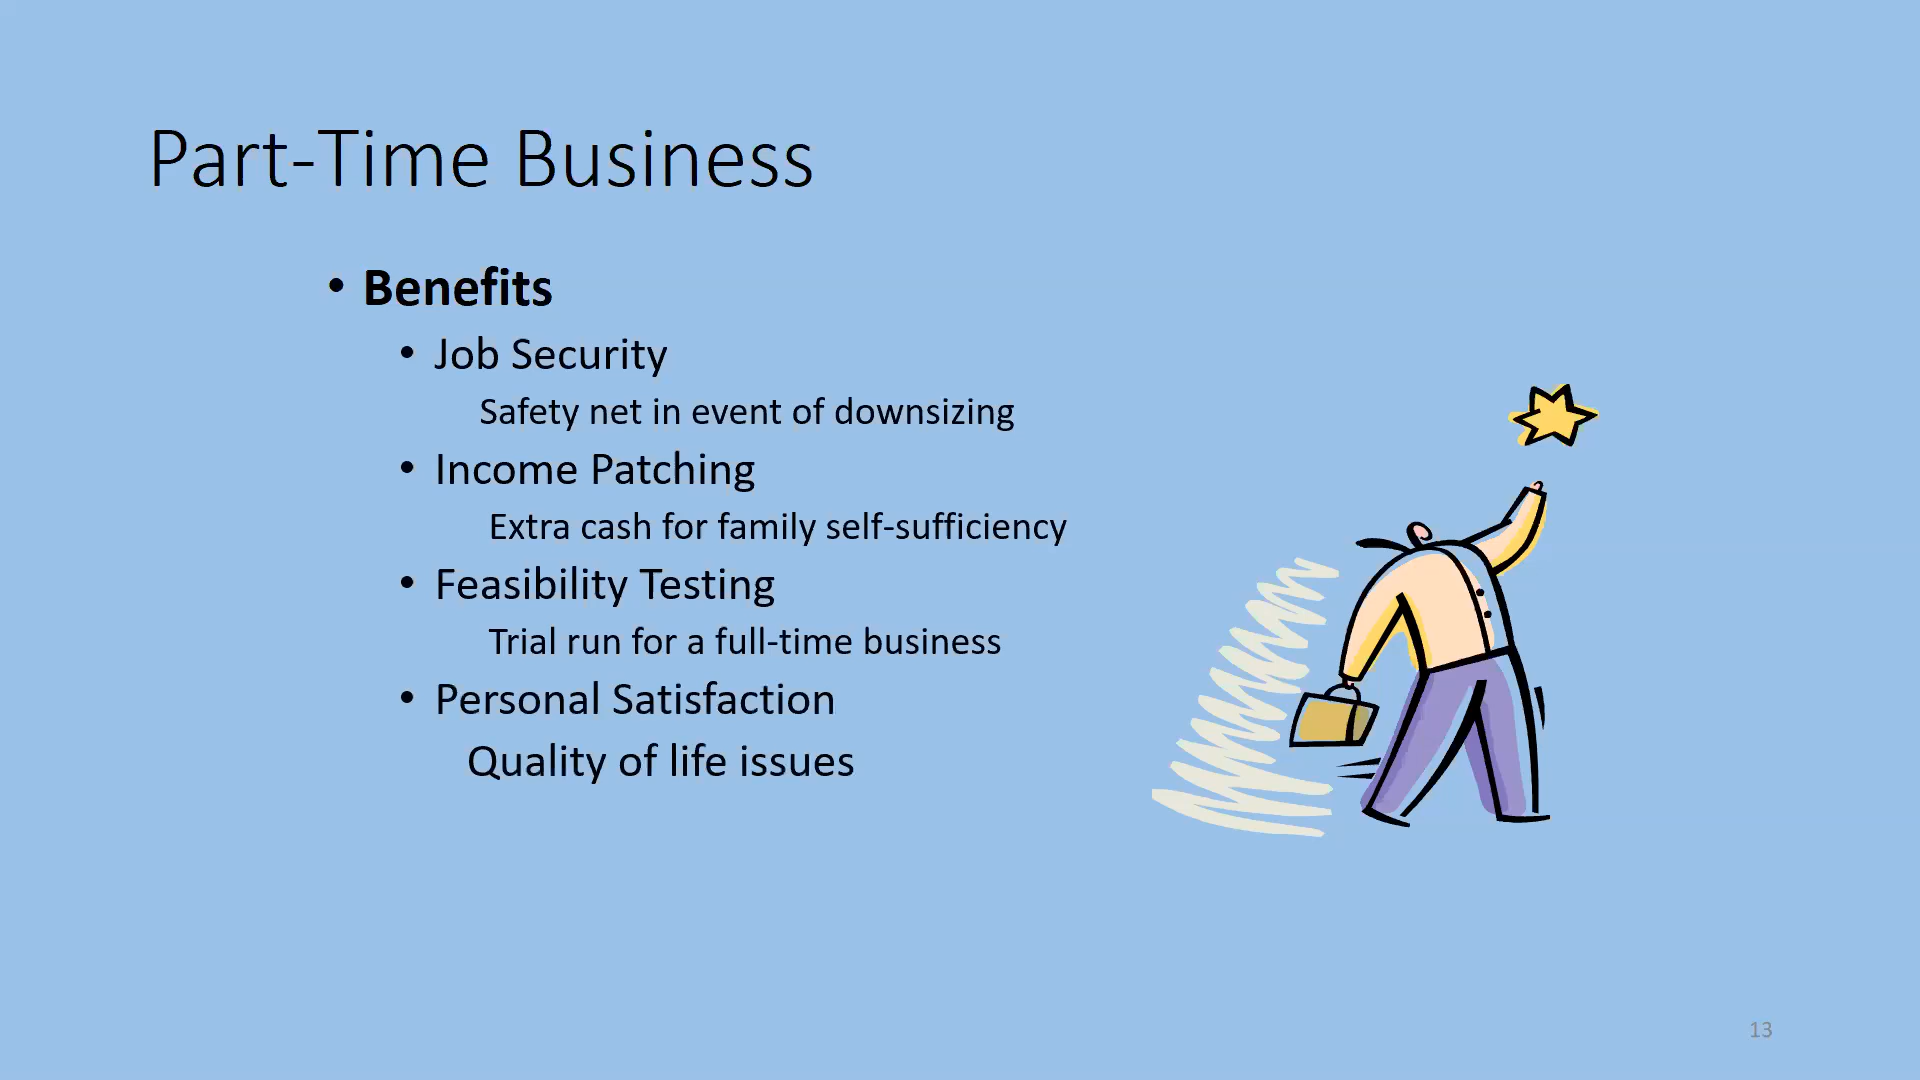 Part-Time Business
• Benefits
• Job Security
Safety net in event of downsizing
• Income Patching
Extra cash for family self-sufficiency
• Feasibility Testing
Trial run for a full-time business
• Personal Satisfaction
Quality of life issues
13